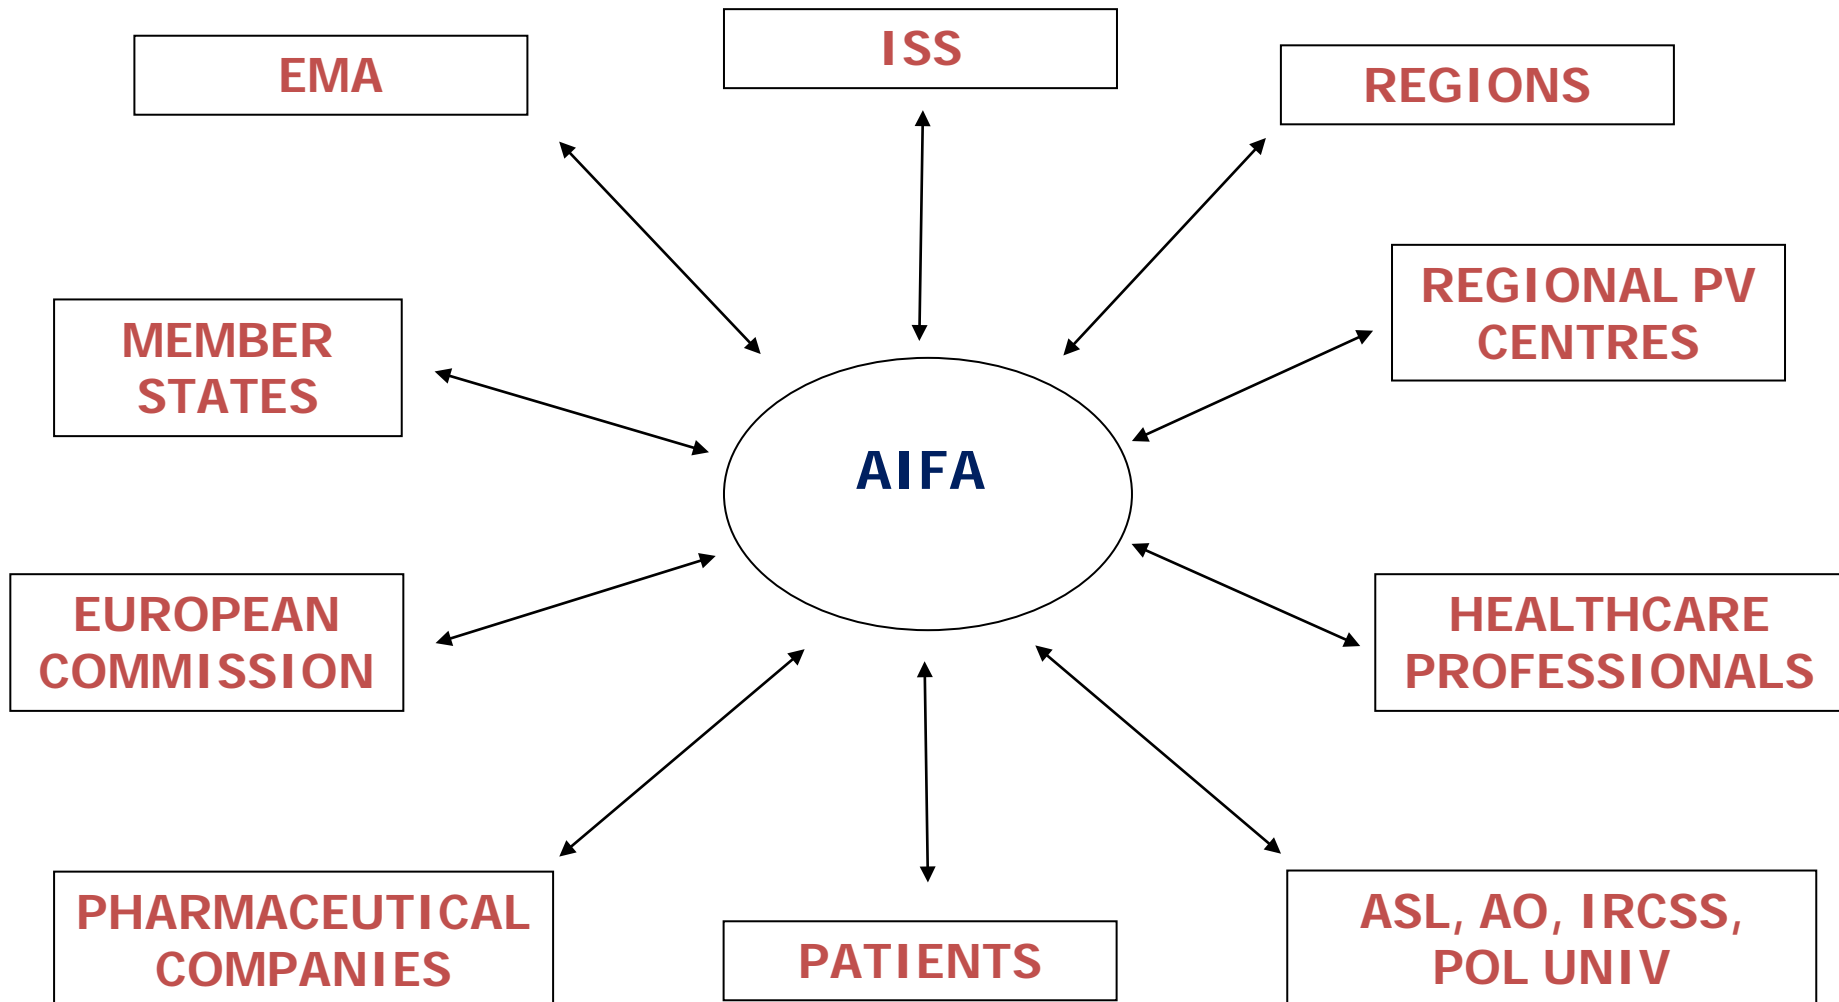 EMA
ISS
REGIONS
MEMBER
STATES
REGIONAL PV
CENTRES
AIFA
EUROPEAN
COMMISSION
HEALTHCARE
PROFESSIONALS
PHARMACEUTICAL
COMPANIES
PATIENTS
ASL, AO, IRCSS,
POL UNIV